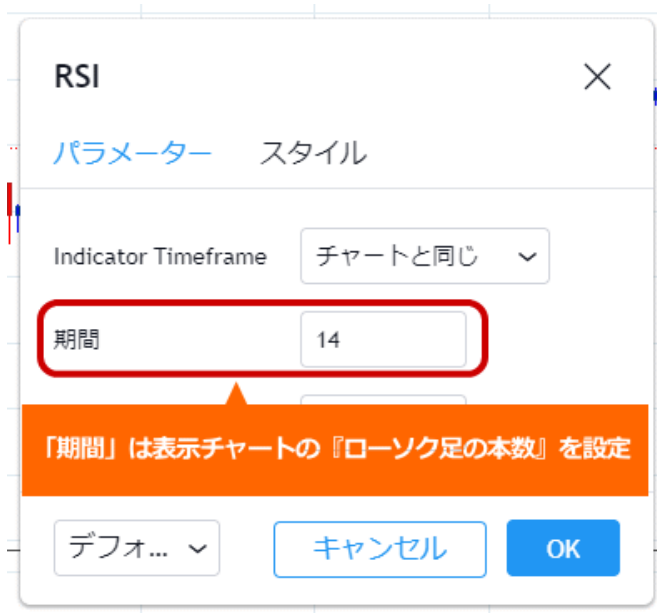 RSI
パラメーター スタイル
Indicator Timeframe チャートと同じ
期間 14
「期間」は表示チャートの『ローソク足の本数』を設定
デフォ... キャンセル OK